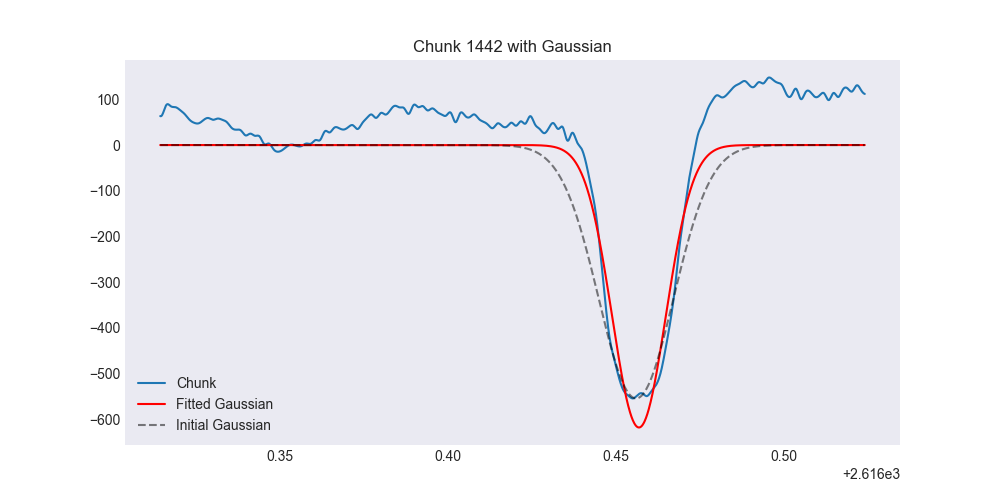 Chunk 1442 with Gaussian
100
0
−100
−200
−300
−400
−500
−600
Chunk
Fitted Gaussian
Initial Gaussian
0.35 0.40 0.45 0.50
+2.616e3